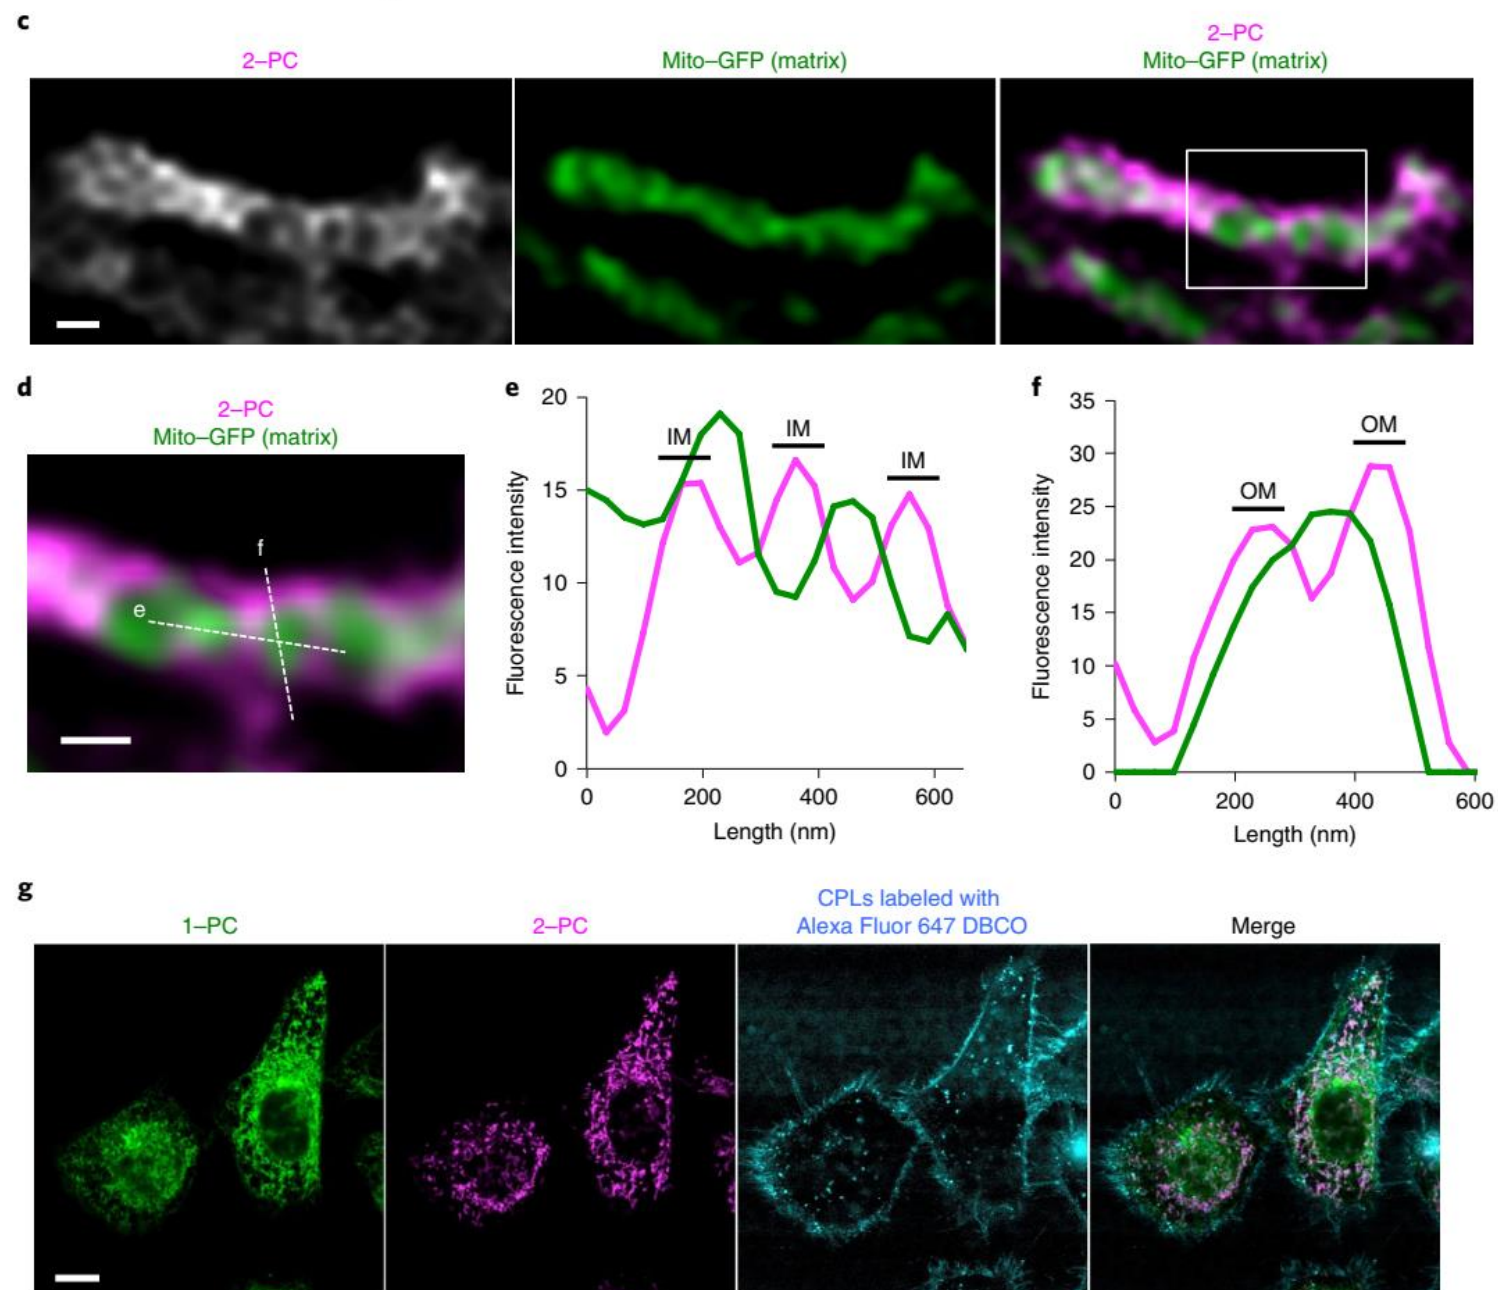 c
2–PC
Mito–GFP (matrix)
2–PC
Mito–GFP (matrix)
d
2–PC
Mito–GFP (matrix)
f
e
e
20
15
10
5
0
Fluorescence intensity
IM
IM
IM
0 200 400 600
Length (nm)
f
35
30
25
20
15
10
5
0
Fluorescence intensity
OM
OM
0 200 400 600
Length (nm)
g
1–PC
2–PC
CPLs labeled with
Alexa Fluor 647 DBCO
Merge